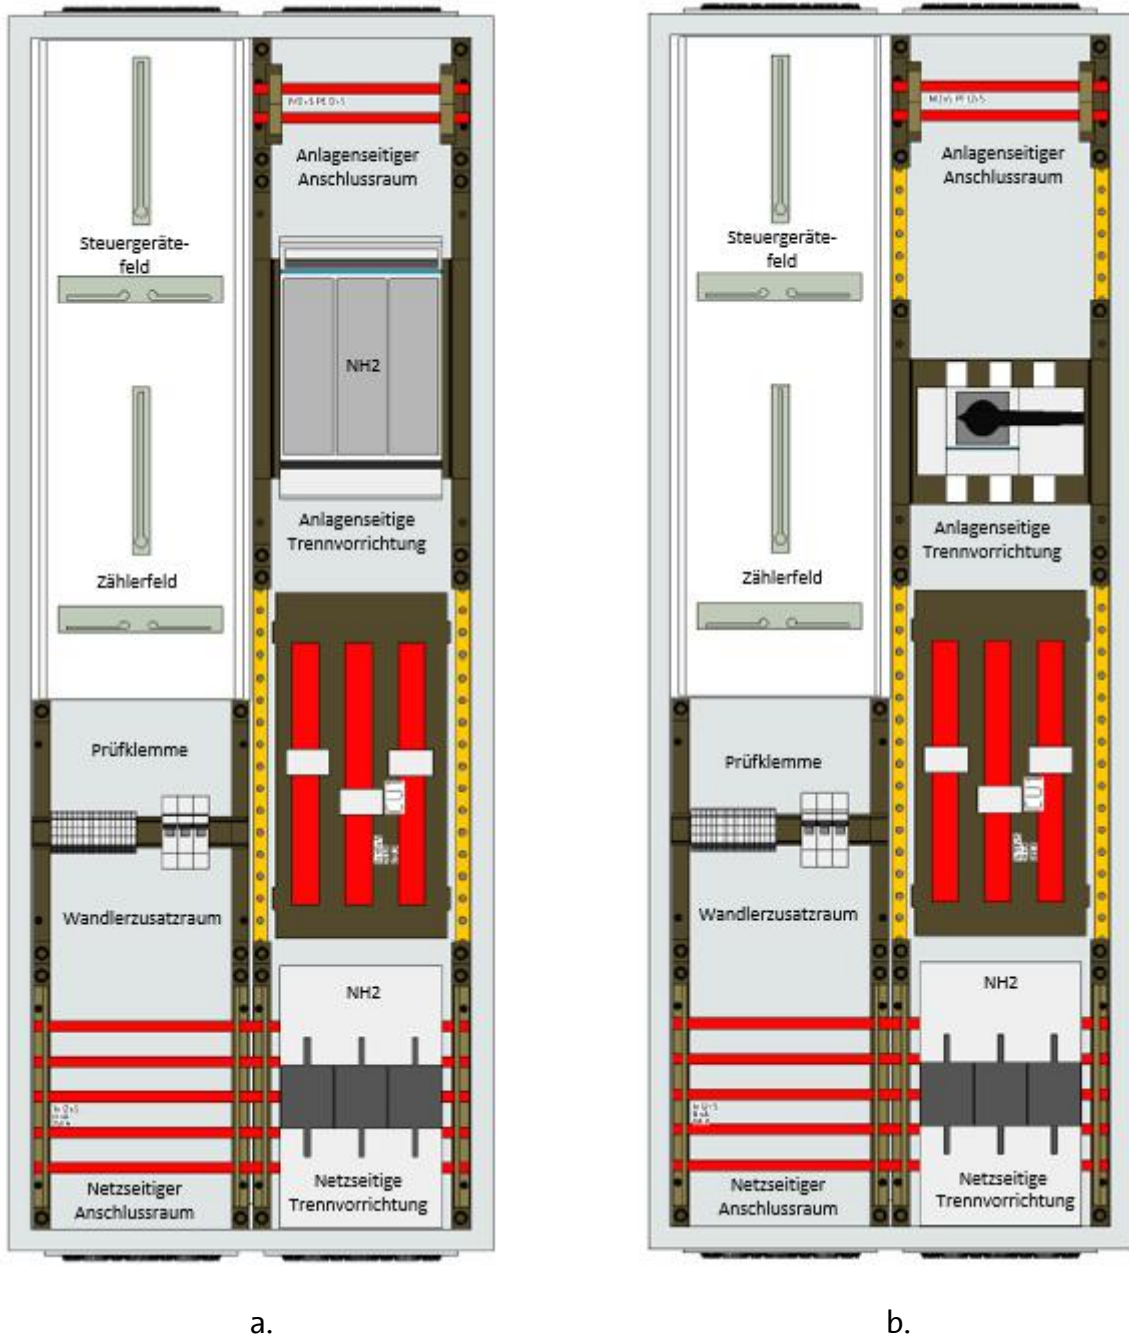 Anlagenseitiger
Anschlussraum
Steuergeräte-
feld
NH2
Anlagenseitige
Trennvorrichtung
Zählerfeld
Prüfklemme
Wandlerzusatzraum
NH2
Netzseitiger
Anschlussraum
Netzseitige
Trennvorrichtung
a.
Anlagenseitiger
Anschlussraum
Steuergeräte-
feld
Anlagenseitige
Trennvorrichtung
Zählerfeld
Prüfklemme
Wandlerzusatzraum
NH2
Netzseitiger
Anschlussraum
Netzseitige
Trennvorrichtung
b.